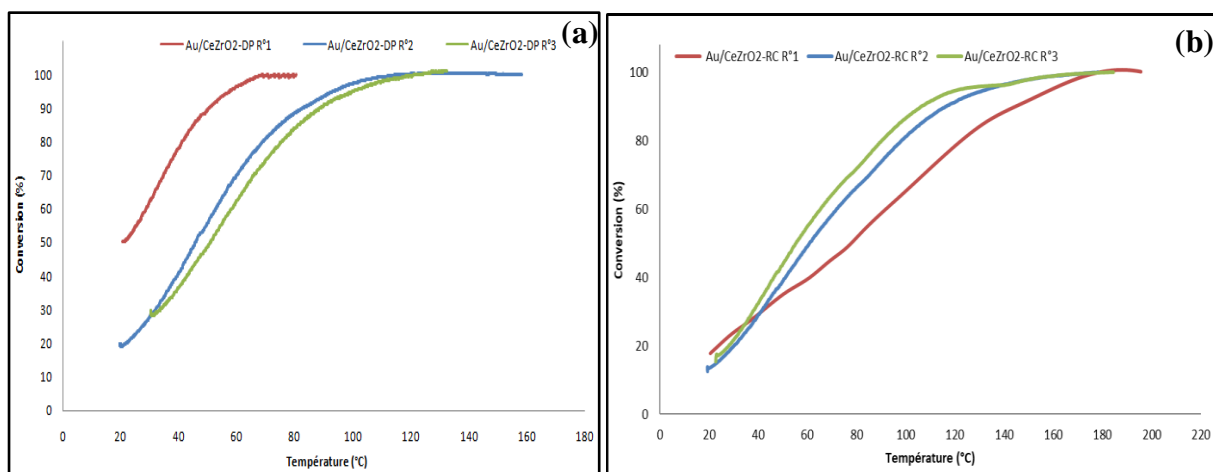 Au/CeZrO2-DP R°1 Au/CeZrO2-DP R°2 Au/CeZrO2-DP R°3
(a)
Conversion (%)
100
90
80
70
60
50
40
30
20
10
0
0 20 40 60 80 100 120 140 160 180
Température (°C)
Au/CeZrO2-RC R°1 Au/CeZrO2-RC R°2 Au/CeZrO2-RC R°3
(b)
Conversion (%)
100
80
60
40
20
0
0 20 40 60 80 100 120 140 160 180 200 220
Température (°C)